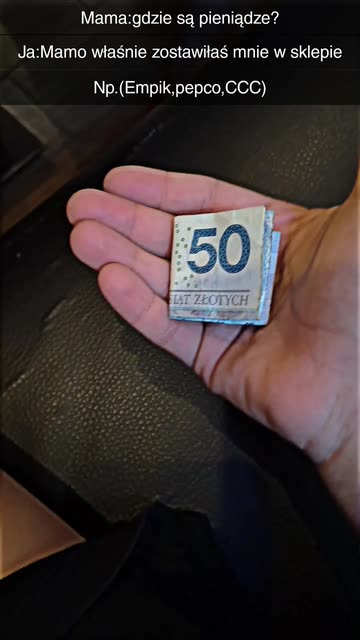 Mama:gdzie są pieniądze?
Ja:Mamo właśnie zostawiłaś mnie w sklepie
Np.(Empik,pepco,CCC)
50
ZŁOTYCH